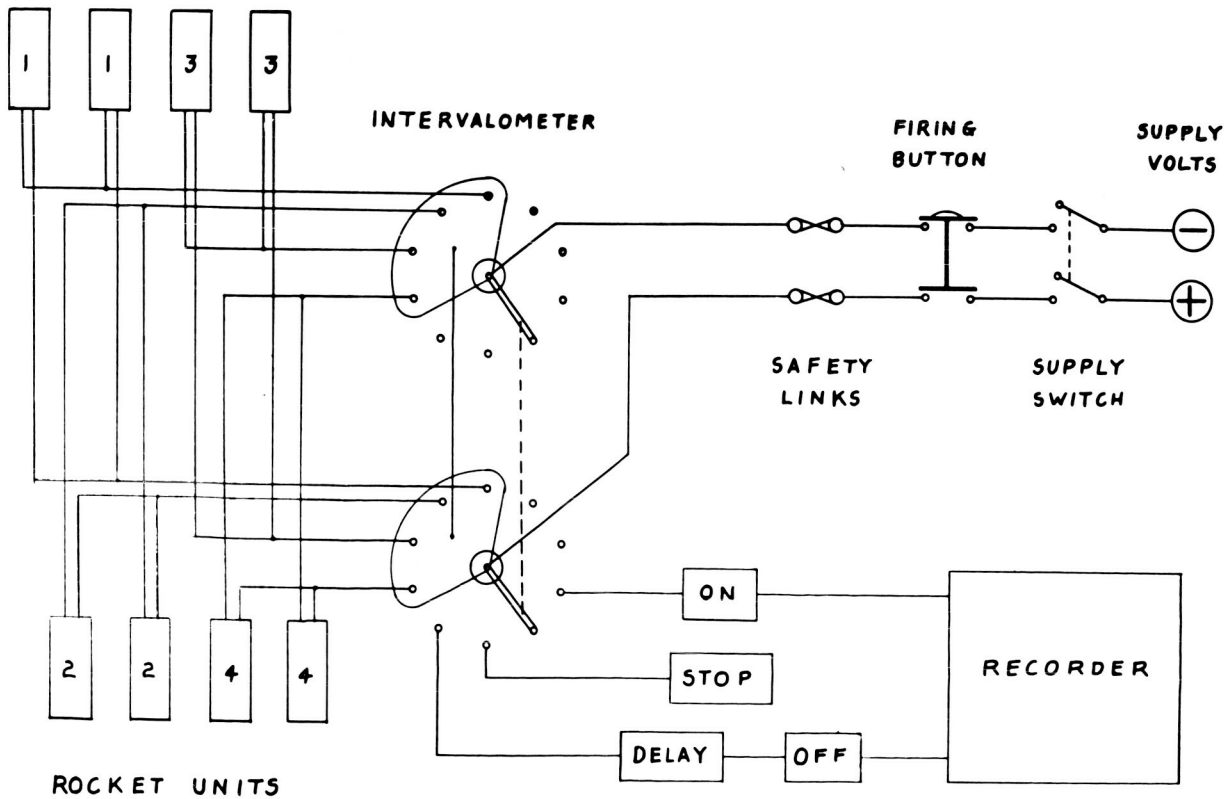 1
1
3
3
INTERVALOMETER
FIRING
BUTTON
SUPPLY
VOLTS
−
+
SAFETY
LINKS
SUPPLY
SWITCH
ON
STOP
DELAY
OFF
RECORDER
2
2
4
4
ROCKET UNITS